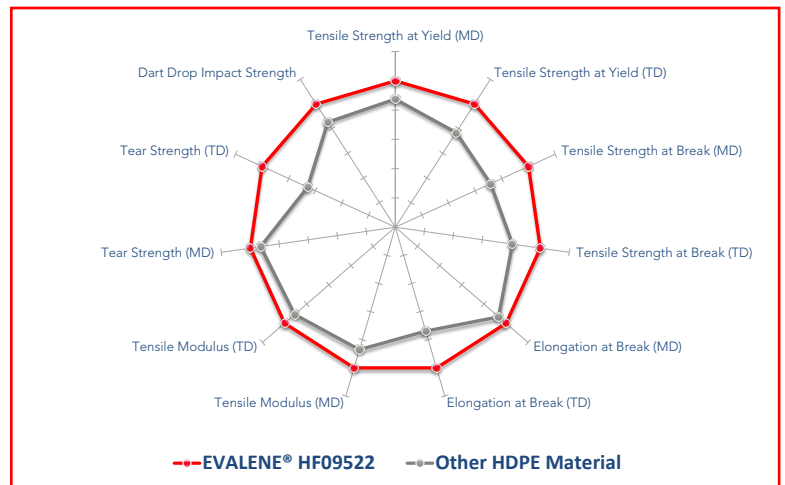 Tensile Strength at Yield (MD)
Dart Drop Impact Strength
Tensile Strength at Yield (TD)
Tear Strength (TD)
Tensile Strength at Break (MD)
Tear Strength (MD)
Tensile Strength at Break (TD)
Tensile Modulus (TD)
Elongation at Break (MD)
Tensile Modulus (MD)
Elongation at Break (TD)
EVALENE® HF09522
Other HDPE Material